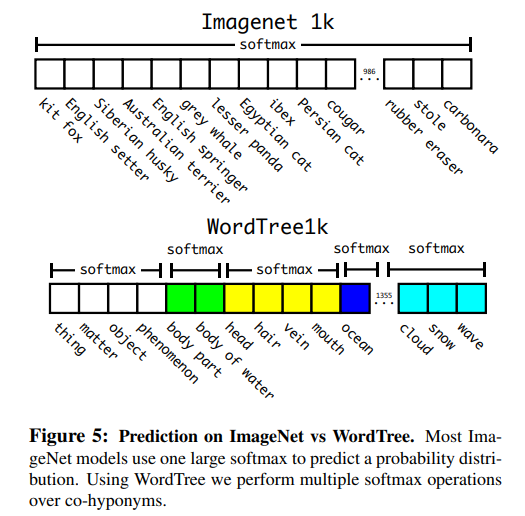 Imagenet 1k
softmax
986
kit fox
English setter
Siberian husky
Australian terrier
English springer
grey whale
lesser panda
Egyptian cat
ibex
Persian cat
cougar
rubber eraser
stole
carbonara
WordTree1k
softmax
softmax
softmax
softmax
softmax
1355
thing
matter
object
phenomenon
body part
body of water
head
hair
vein
mouth
ocean
cloud
snow
wave
Figure 5: Prediction on ImageNet vs WordTree. Most Ima-
geNet models use one large softmax to predict a probability distri-
bution. Using WordTree we perform multiple softmax operations
over co-hyponyms.